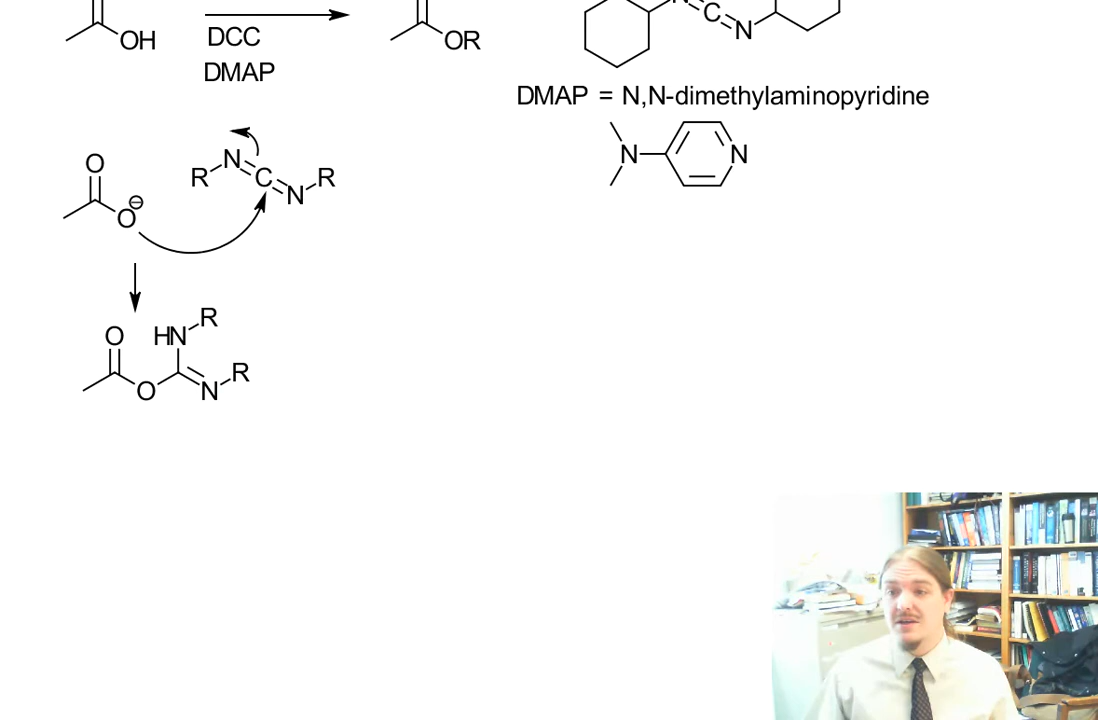 OH
DCC
DMAP
OR
N
C
N
DMAP = N,N-dimethylaminopyridine
N
N
O
O⊖
R
N
C
N
R
O
O
HN
R
N
R